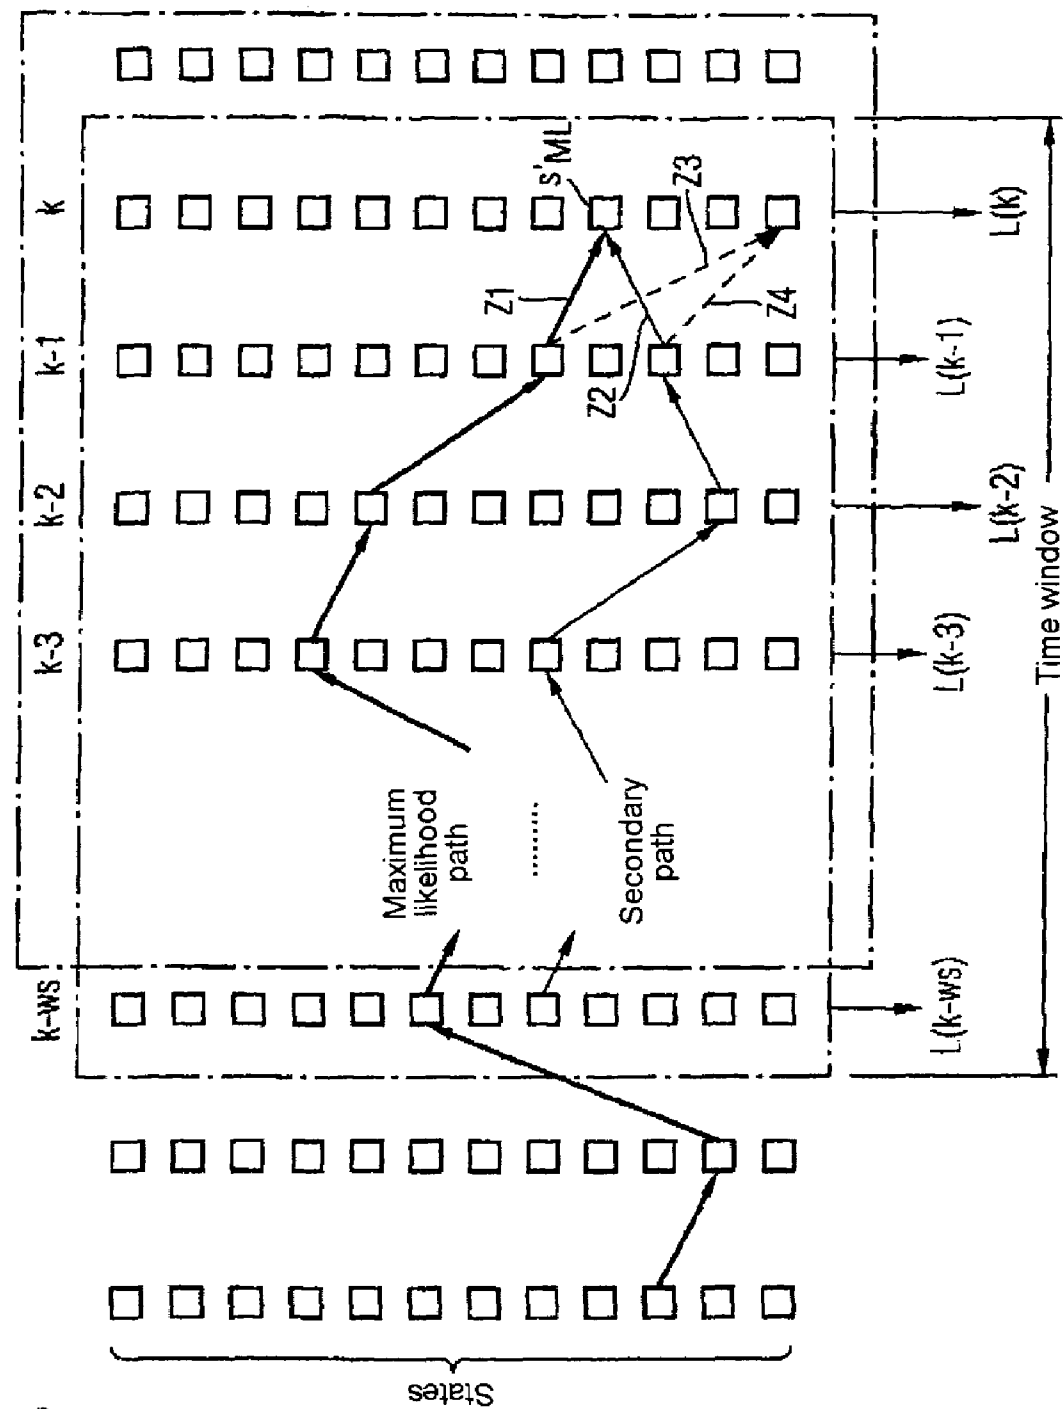 k-ws
k-3
k-2
k-1
k
s'ML
Z1
Z2
Z3
Z4
Maximum
likelihood
path
........
Secondary
path
States
L(k-ws)
L(k-3)
L(k-2)
L(k-1)
L(k)
Time window